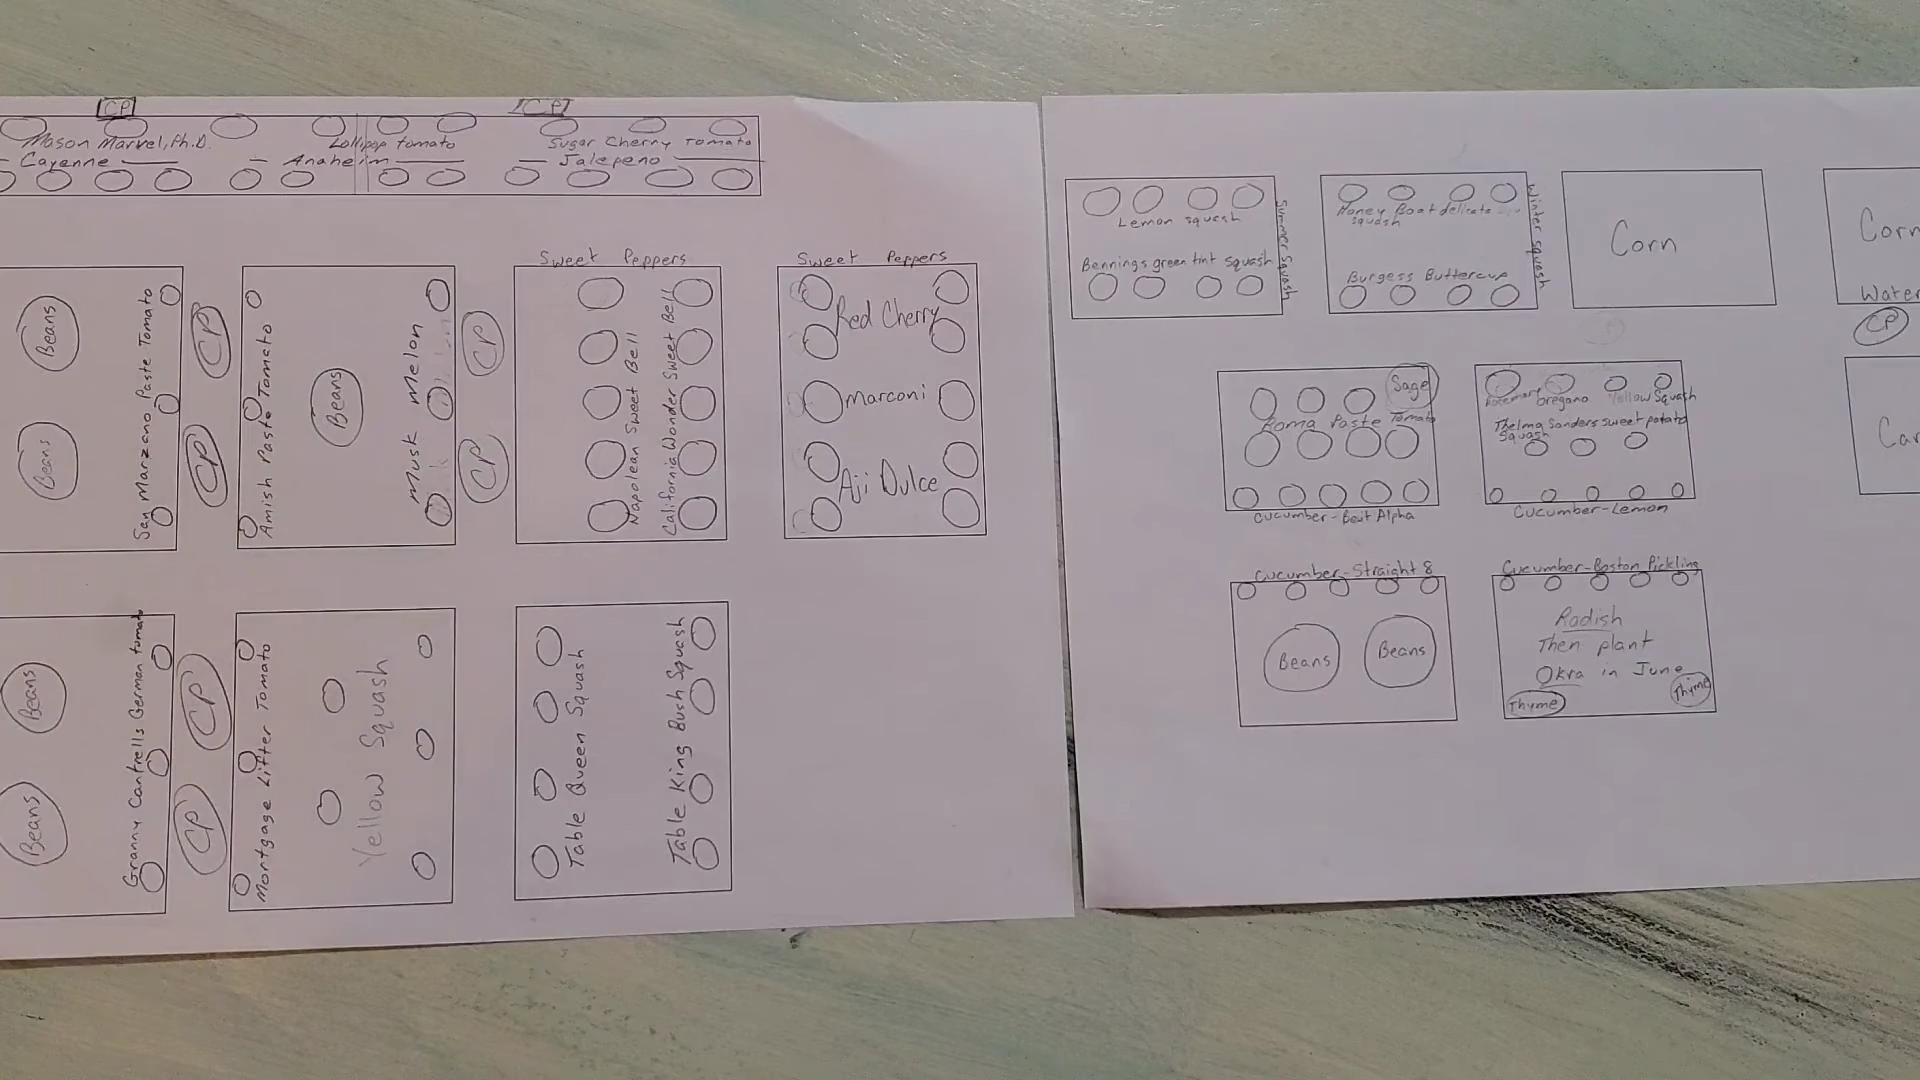 CP
CP
Mason Marvel, Ph.D.
Lollipop tomato
Sugar Cherry Tomato
Cayenne
Anaheim
Jalepeno
Beans
Beans
San Marzano Paste Tomato
CP
CP
Amish Paste Tomato
Beans
Musk Melon
CP
CP
Sweet Peppers
Napolean Sweet Bell
California Wonder Sweet Bell
Sweet Peppers
Red Cherry
Marconi
Aji Dulce
Beans
Beans
Granny Cantrells German tomato
CP
CP
Mortgage Lifter Tomato
Yellow Squash
Table Queen Squash
Table King Bush Squash
Lemon squash
Bennings green tint squash
Summer Squash
Honey Boat delicata
squash
Burgess Buttercup
Winter squash
Corn
Corn
Water
CP
Sage
Roma Paste Tomato
Cucumber-Beit Alpha
Rosemary
oregano
Yellow Squash
Thelma Sanders sweet potato
Squash
Cucumber-Lemon
Car
Cucumber-Straight 8
Beans
Beans
Cucumber-Boston Pickling
Radish
Then plant
Okra in June
Thyme
Thyme